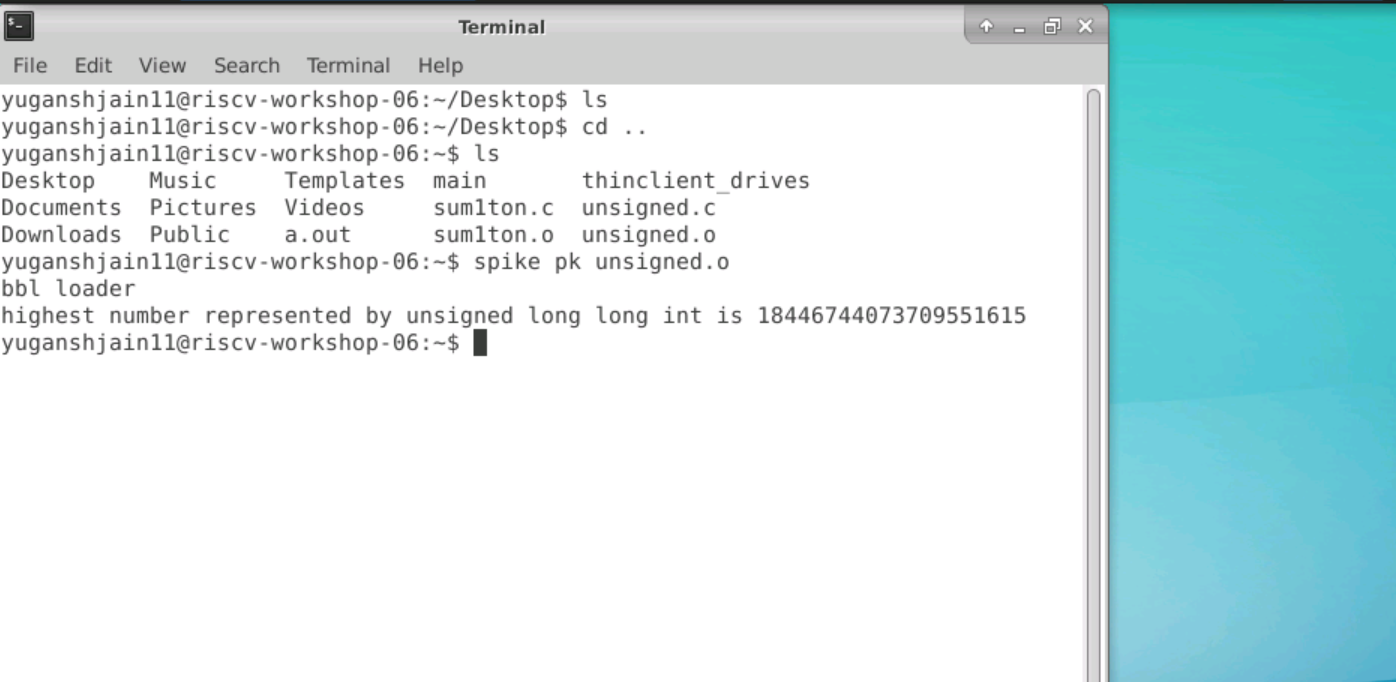 Terminal
File Edit View Search Terminal Help
yuganshjain11@riscv-workshop-06:~/Desktop$ ls
yuganshjain11@riscv-workshop-06:~/Desktop$ cd ..
yuganshjain11@riscv-workshop-06:~$ ls
Desktop    Music      Templates  main       thinclient_drives
Documents  Pictures  Videos     sum1ton.c  unsigned.c
Downloads  Public    a.out      sum1ton.o  unsigned.o
yuganshjain11@riscv-workshop-06:~$ spike pk unsigned.o
bbl loader
highest number represented by unsigned long long int is 18446744073709551615
yuganshjain11@riscv-workshop-06:~$